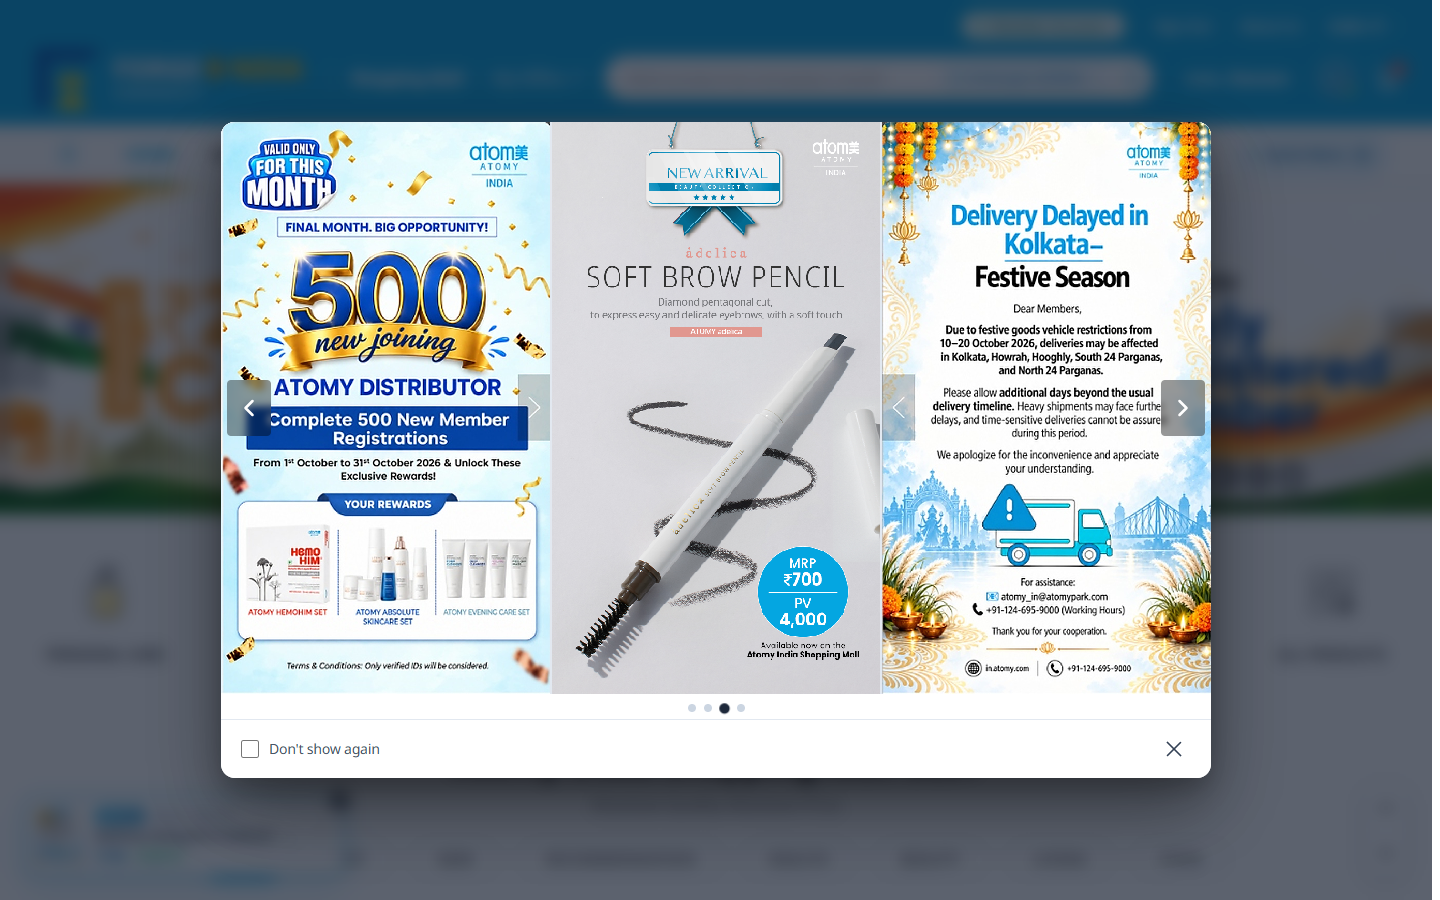 VALID ONLY
FOR THIS
MONTH
atom美
ATOMY
INDIA
FINAL MONTH. BIG OPPORTUNITY!
500
new joining
ATOMY DISTRIBUTOR
Complete 500 New Member
Registrations
From 1st October to 31st October 2026 & Unlock These
Exclusive Rewards!
YOUR REWARDS
HEMO
HIM
ATOMY HEMOHIM SET
ATOMY ABSOLUTE
SKINCARE SET
ATOMY EVENING CARE SET
Terms & Conditions: Only verified IDs will be considered.
NEW ARRIVAL
BEAUTY COLLECTION
atom美
ATOMY
INDIA
àdelica
SOFT BROW PENCIL
Diamond pentagonal cut,
to express easy and delicate eyebrows, with a soft touch
ATOMY àdelica
MRP
₹700
PV
4,000
Available now on the
Atomy India Shopping Mall
atom美
ATOMY
INDIA
Delivery Delayed in
Kolkata–
Festive Season
Dear Members,
Due to festive goods vehicle restrictions from
10–20 October 2026, deliveries may be affected
in Kolkata, Howrah, Hooghly, South 24 Parganas,
and North 24 Parganas.
Please allow additional days beyond the usual
delivery timeline. Heavy shipments may face furthe
delays, and time-sensitive deliveries cannot be assure
during this period.
We apologize for the inconvenience and appreciate
your understanding.
For assistance:
atomy_in@atomypark.com
+91-124-695-9000 (Working Hours)
Thank you for your cooperation.
in.atomy.com
+91-124-695-9000
Don't show again